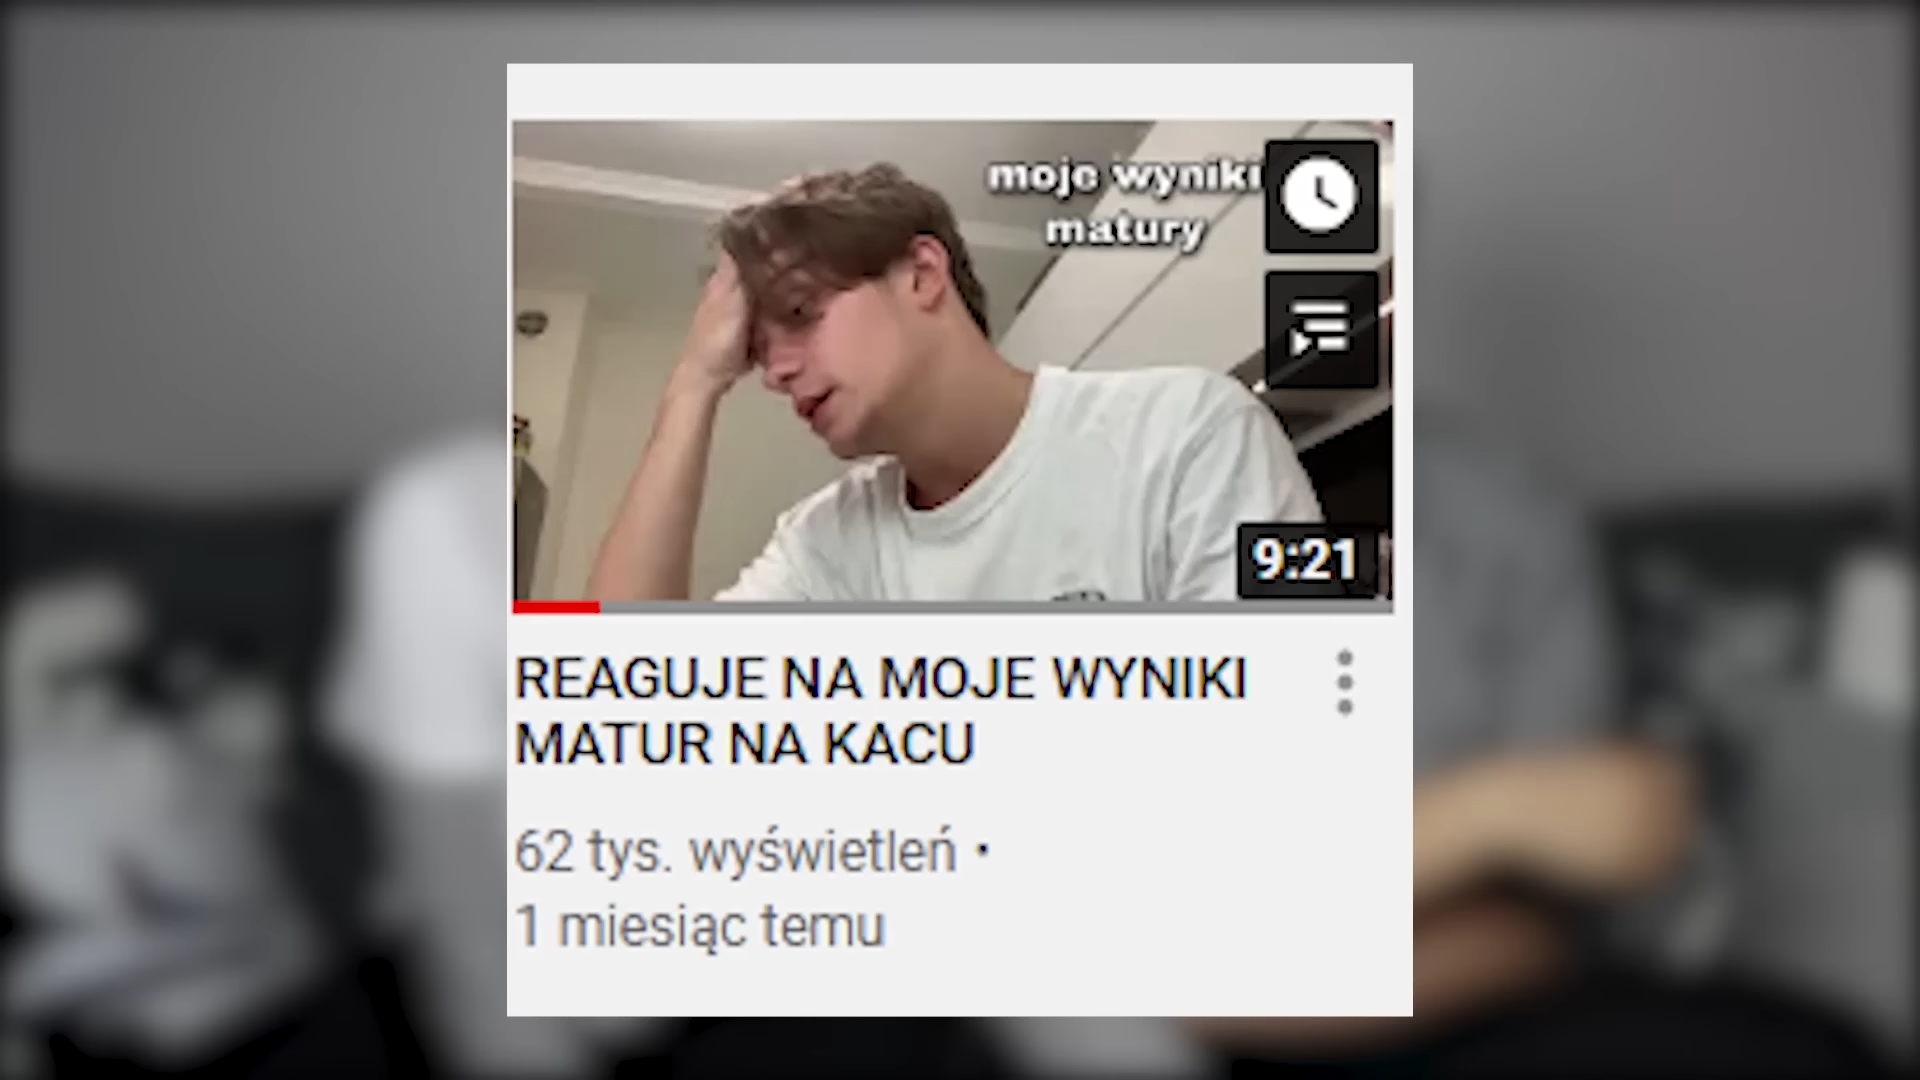 moje wyniki
matury
9:21
REAGUJE NA MOJE WYNIKI
MATUR NA KACU
62 tys. wyświetleń •
1 miesiąc temu